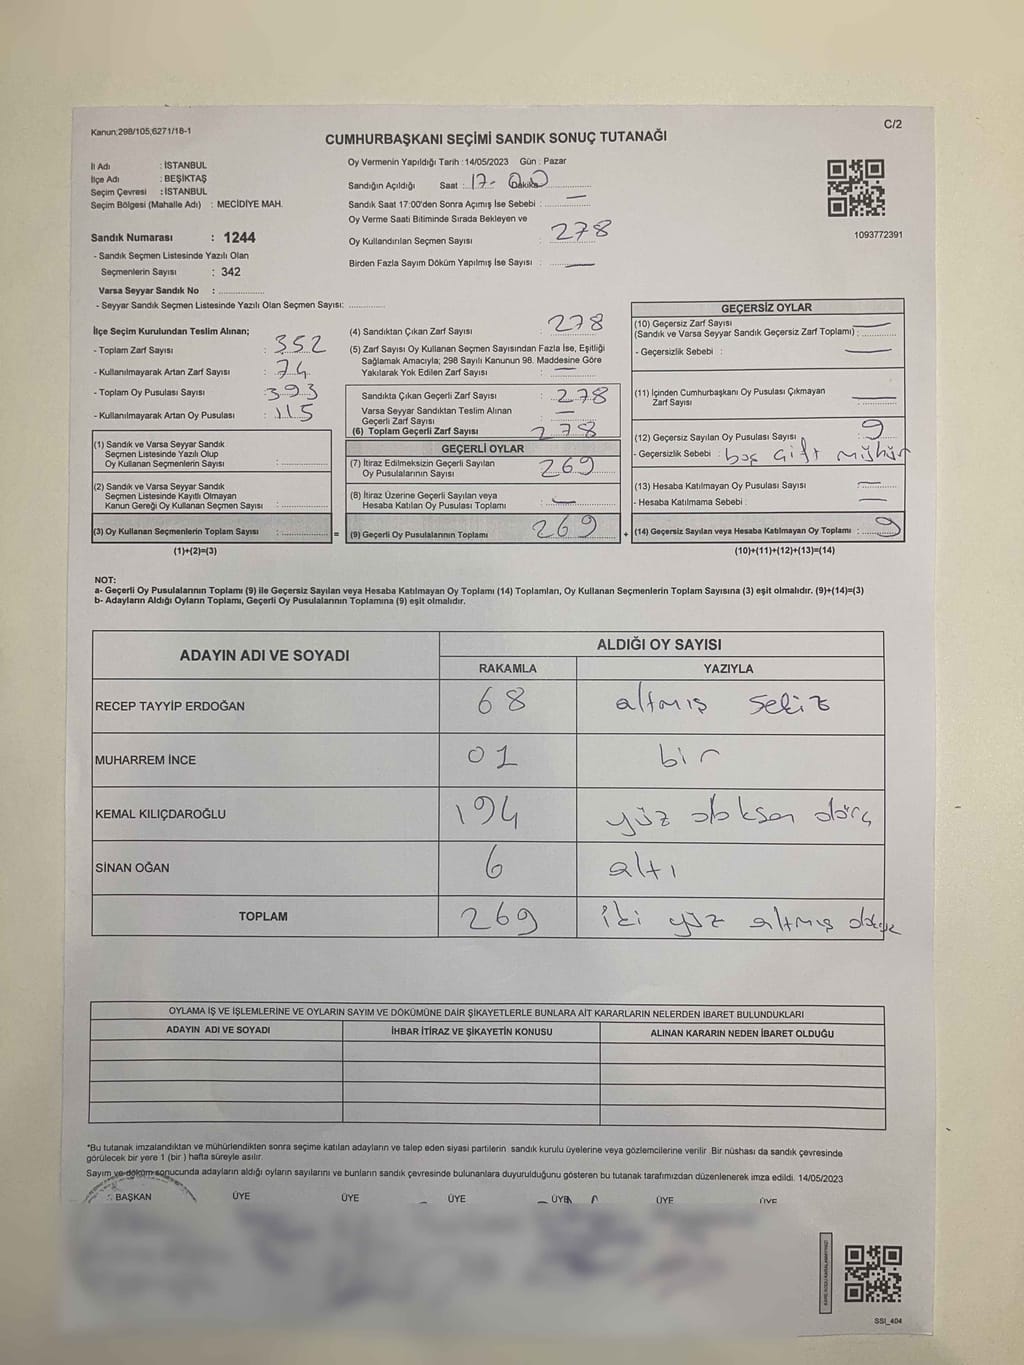 Kanun;298/105;6271/18-1
C/2
CUMHURBAŞKANI SEÇİMİ SANDIK SONUÇ TUTANAĞI
İl Adı : İSTANBUL
İlçe Adı : BEŞİKTAŞ
Seçim Çevresi : İSTANBUL
Seçim Bölgesi (Mahalle Adı) : MECİDİYE MAH.
Sandık Numarası : 1244
- Sandık Seçmen Listesinde Yazılı Olan
Seçmenlerin Sayısı : 342
Varsa Seyyar Sandık No :
- Seyyar Sandık Seçmen Listesinde Yazılı Olan Seçmen Sayısı:
Oy Vermenin Yapıldığı Tarih : 14/05/2023 Gün : Pazar
Sandığın Açıldığı Saat : 17- 00 Dakika
Sandık Saat 17:00'den Sonra Açımış İse Sebebi : —
Oy Verme Saati Bitiminde Sırada Bekleyen ve
Oy Kullandırılan Seçmen Sayısı : 278
Birden Fazla Sayım Döküm Yapılmış İse Sayısı : —
1093772391
İlçe Seçim Kurulundan Teslim Alınan;
- Toplam Zarf Sayısı : 352
- Kullanılmayarak Artan Zarf Sayısı : 74
- Toplam Oy Pusulası Sayısı : 393
- Kullanılmayarak Artan Oy Pusulası : 115
(1) Sandık ve Varsa Seyyar Sandık
Seçmen Listesinde Yazılı Olup
Oy Kullanan Seçmenlerin Sayısı :
(2) Sandık ve Varsa Seyyar Sandık
Seçmen Listesinde Kayıtlı Olmayan
Kanun Gereği Oy Kullanan Seçmen Sayısı :
(3) Oy Kullanan Seçmenlerin Toplam Sayısı :
(1)+(2)=(3)
=
(4) Sandıktan Çıkan Zarf Sayısı : 278
(5) Zarf Sayısı Oy Kullanan Seçmen Sayısından Fazla İse, Eşitliği
Sağlamak Amacıyla; 298 Sayılı Kanunun 98. Maddesine Göre
Yakılarak Yok Edilen Zarf Sayısı : —
Sandıkta Çıkan Geçerli Zarf Sayısı : 278
Varsa Seyyar Sandıktan Teslim Alınan
Geçerli Zarf Sayısı : —
(6) Toplam Geçerli Zarf Sayısı 278
GEÇERLİ OYLAR
(7) İtiraz Edilmeksizin Geçerli Sayılan
Oy Pusulasının Sayısı 269
(8) İtiraz Üzerine Geçerli Sayılan veya
Hesaba Katılan Oy Pusulası Toplamı —
(9) Geçerli Oy Pusulalarının Toplamı 269
+
GEÇERSİZ OYLAR
(10) Geçersiz Zarf Sayısı —
(Sandık ve Varsa Seyyar Sandık Geçersiz Zarf Toplamı) :
- Geçersizlik Sebebi : —
(11) İçinden Cumhurbaşkanı Oy Pusulası Çıkmayan
Zarf Sayısı —
(12) Geçersiz Sayılan Oy Pusulası Sayısı 9
- Geçersizlik Sebebi : boş çift mühür
(13) Hesaba Katılmayan Oy Pusulası Sayısı —
- Hesaba Katılmama Sebebi : —
(14) Geçersiz Sayılan veya Hesaba Katılmayan Oy Toplamı : 9
(10)+(11)+(12)+(13)=(14)
NOT:
a- Geçerli Oy Pusulalarının Toplamı (9) ile Geçersiz Sayılan veya Hesaba Katılmayan Oy Toplamı (14) Toplamları, Oy Kullanan Seçmenlerin Toplam Sayısına (3) eşit olmalıdır. (9)+(14)=(3)
b- Adayların Aldığı Oyların Toplamı, Geçerli Oy Pusulalarının Toplamına (9) eşit olmalıdır.
ADAYIN ADI VE SOYADI
ALDIĞI OY SAYISI
RAKAMLA YAZIYLA
RECEP TAYYİP ERDOĞAN 68 altmış sekiz
MUHARREM İNCE 01 bir
KEMAL KILIÇDAROĞLU 194 yüz doksan dört
SİNAN OĞAN 6 altı
TOPLAM 269 iki yüz altmış dokuz
OYLAMA İŞ VE İŞLEMLERİNE VE OYLARIN SAYIM VE DÖKÜMÜNE DAİR ŞİKAYETLERLE BUNLARA AİT KARARLARIN NELERDEN İBARET BULUNDUKLARI
ADAYIN ADI VE SOYADI İHBAR İTİRAZ VE ŞİKAYETİN KONUSU ALINAN KARARIN NEDEN İBARET OLDUĞU
*Bu tutanak imzalandıktan ve mühürlendikten sonra seçime katılan adayların ve talep eden siyasi partilerin sandık kurulu üyelerine veya gözlemcilerine verilir. Bir nüshası da sandık çevresinde
görülecek bir yere 1 (bir ) hafta süreyle asılır.
Sayım ve döküm sonucunda adayların aldığı oyların sayılarını ve bunların sandık çevresinde bulunanlara duyurulduğunu gösteren bu tutanak tarafımızdan düzenlenerek imza edildi. 14/05/2023
BAŞKAN ÜYE ÜYE ÜYE ÜYE ÜYE ÜYE
SSI_404